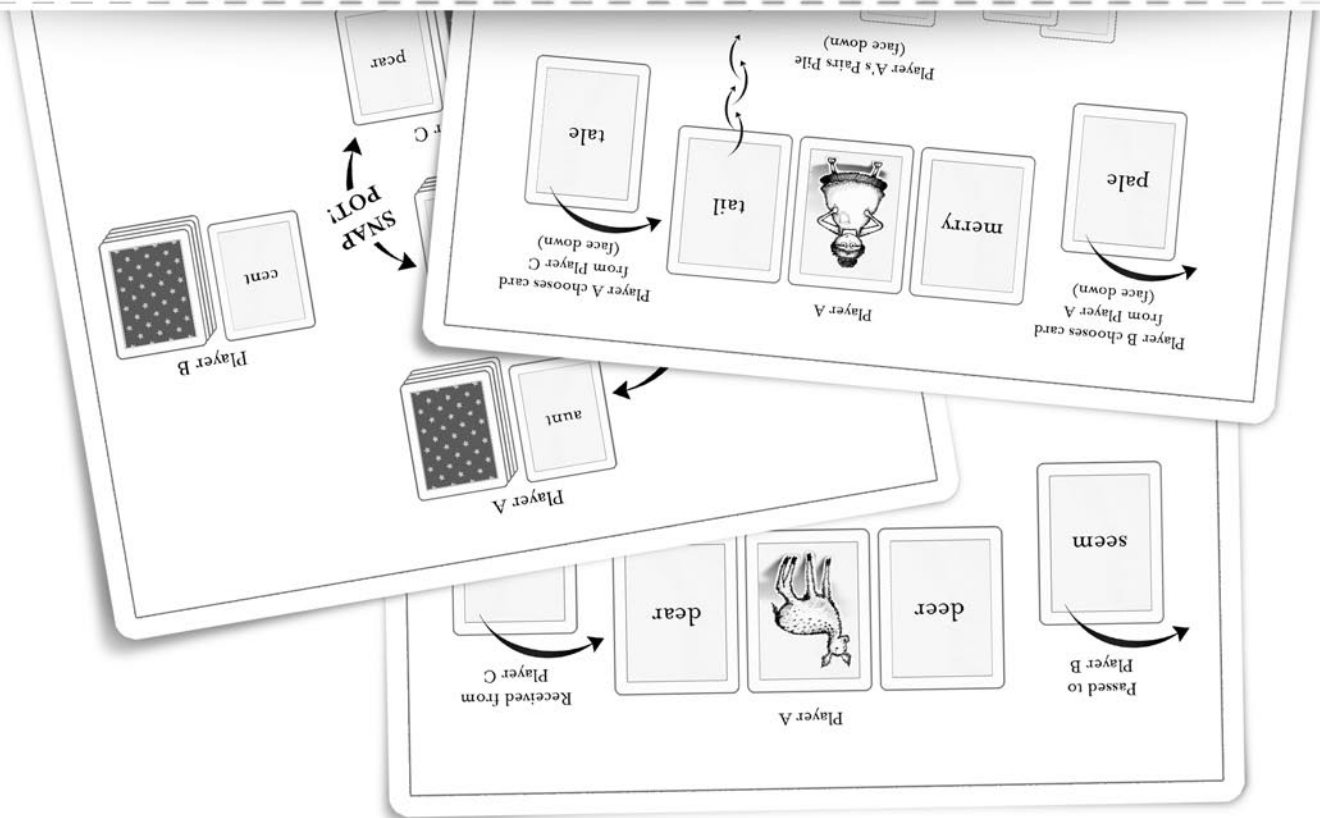 Player A
Passed to
Player B
Received from
Player C
seem
deer
dear
Player B chooses card
from Player A
(face down)
Player A
Player A chooses card
from Player C
(face down)
pale
merry
tail
tale
Player A's Pairs Pile
(face down)
Player A
aunt
Player B
cent
SNAP
POT!
pear